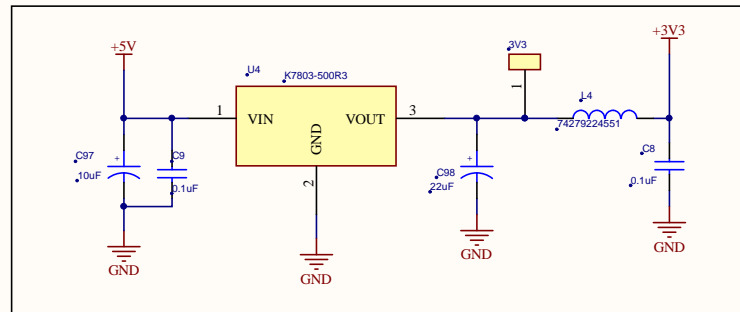 +5V
3V3
+3V3
U4
K7803-500R3
1
VIN
GND
VOUT
3
1
L4
74279224551
C97
10uF
C9
0.1uF
2
C98
22uF
C8
0.1uF
GND
GND
GND
GND